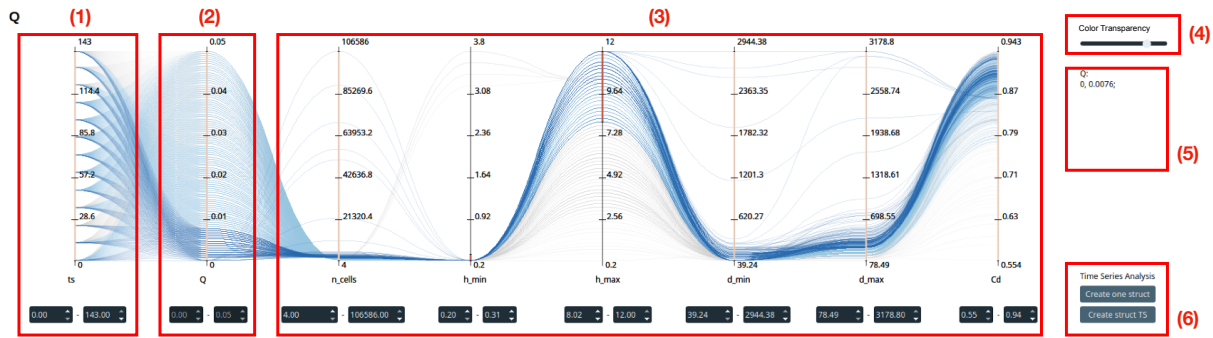 Q
(1) (2) (3) (4)
143 0.05 106586 3.8 12 2944.38 3178.8 0.943
Color Transparency
114.4 0.04 85269.6 3.08 9.64 2363.35 2558.74 0.87
Q:
0, 0.0076;
85.8 0.03 63953.2 2.36 7.28 1782.32 1938.68 0.79
(5)
57.2 0.02 42636.8 1.64 4.92 1201.3 1318.61 0.71
28.6 0.01 21320.4 0.92 2.56 620.27 698.55 0.63
0 0 4 0.2 0.2 39.24 78.49 0.554
ts Q n_cells h_min h_max d_min d_max Cd
Time Series Analysis
Create one struct
0.00 - 143.00 0.00 - 0.05 4.00 - 106586.00 0.20 - 0.31 8.02 - 12.00 39.24 - 2944.38 78.49 - 3178.80 0.55 - 0.94
Create struct TS
(6)